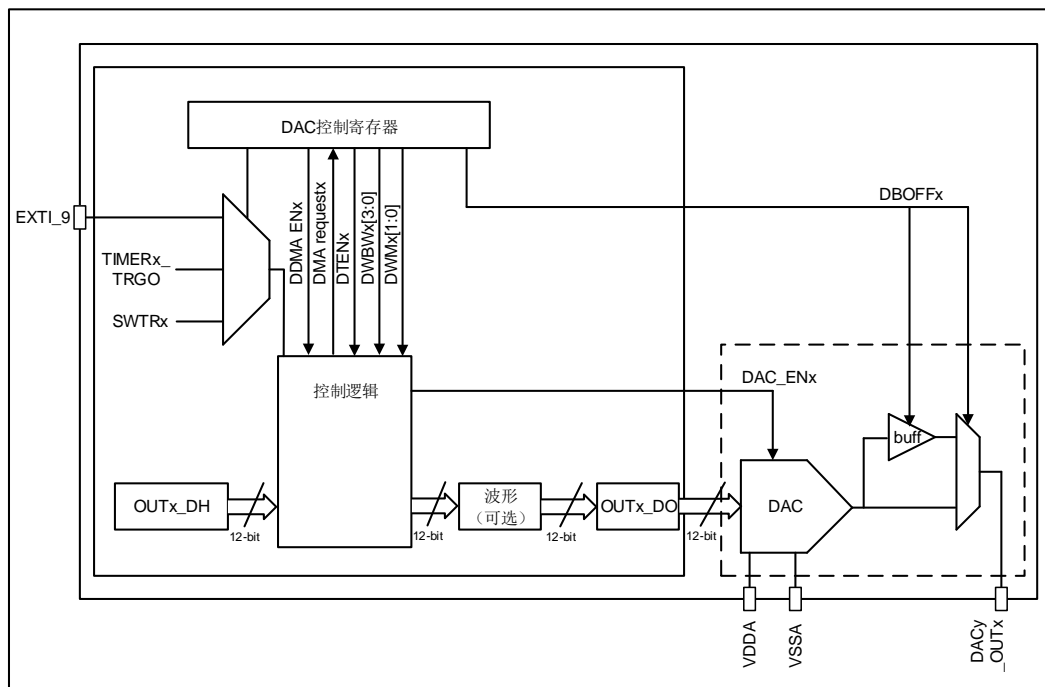 DAC控制寄存器
DBOFFx
EXTI_9
TIMERx_
TRGO
SWTRx
DDMA ENx
DMA requestx
DTENx
DWBWx[3:0]
DWMx[1:0]
控制逻辑
DAC_ENx
buff
OUTx_DH
波形
（可选）
OUTx_DO
DAC
12-bit
12-bit
12-bit
12-bit
VDDA
VSSA
DACy
_OUTx